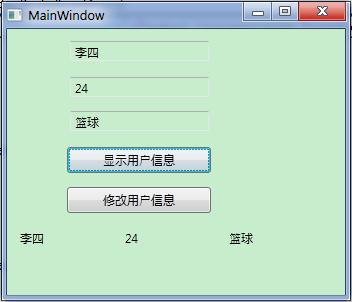 MainWindow
李四
24
篮球
显示用户信息
修改用户信息
李四 24 篮球